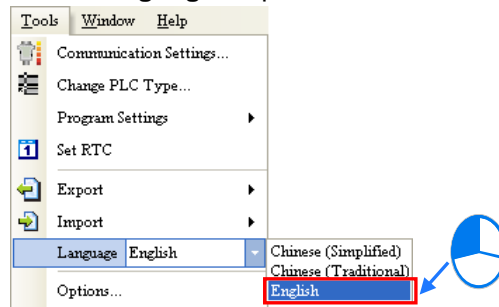 Tools Window Help
Communication Settings...
Change PLC Type...
Program Settings
1 Set RTC
Export
Import
Language English
Chinese (Simplified)
Chinese (Traditional)
English
Options...